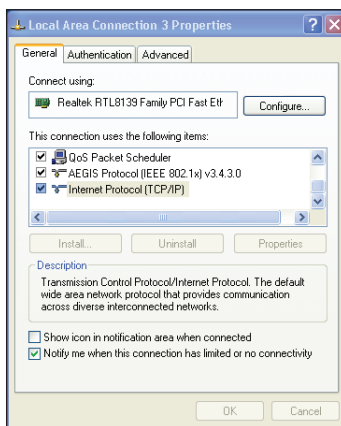 Local Area Connection 3 Properties
General
Authentication
Advanced
Connect using:
Realtek RTL8139 Family PCI Fast Eth
Configure...
This connection uses the following items:
QoS Packet Scheduler
AEGIS Protocol (IEEE 802.1x) v3.4.3.0
Internet Protocol (TCP/IP)
Install...
Uninstall
Properties
Description
Transmission Control Protocol/Internet Protocol. The default
wide area network protocol that provides communication
across diverse interconnected networks.
Show icon in notification area when connected
Notify me when this connection has limited or no connectivity
OK
Cancel